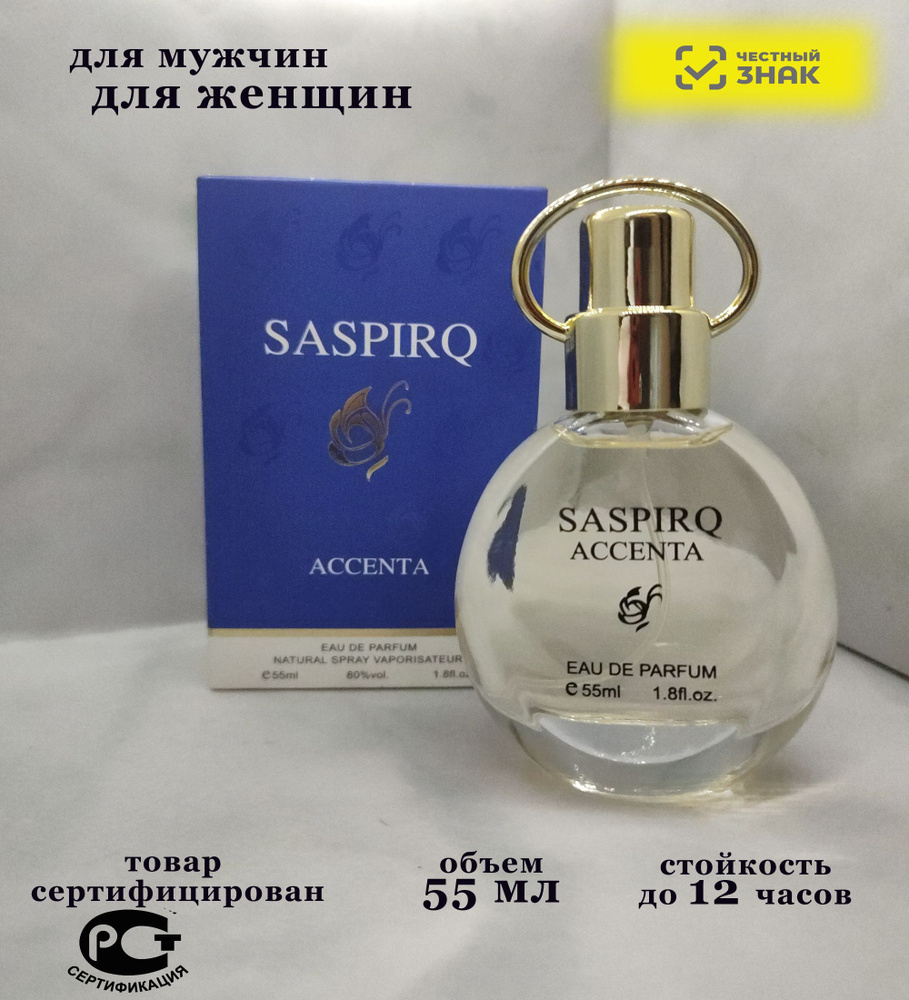 для мужчин
для женщин
ЧЕСТНЫЙ
ЗНАК
SASPIRQ
ACCENTA
EAU DE PARFUM
NATURAL SPRAY VAPORISATEUR
e 55ml 80%vol. 1.8fl.oz.
SASPIRQ
ACCENTA
EAU DE PARFUM
e 55ml 1.8fl.oz.
товар
сертифицирован
РСТ
СЕРТИФИКАЦИЯ
объем
55 мл
стойкость
до 12 часов